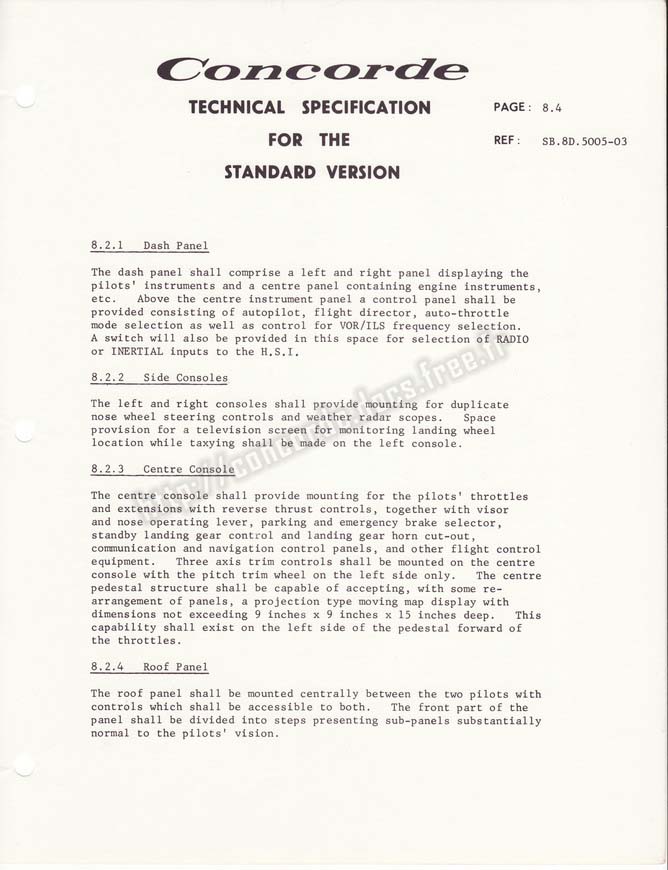 Concorde
TECHNICAL SPECIFICATION
FOR THE
STANDARD VERSION
PAGE: 8.4
REF: SB.8D.5005-03
8.2.1 Dash Panel
The dash panel shall comprise a left and right panel displaying the
pilots' instruments and a centre panel containing engine instruments,
etc. Above the centre instrument panel a control panel shall be
provided consisting of autopilot, flight director, auto-throttle
mode selection as well as control for VOR/ILS frequency selection.
A switch will also be provided in this space for selection of RADIO
or INERTIAL inputs to the H.S.I.
8.2.2 Side Consoles
The left and right consoles shall provide mounting for duplicate
nose wheel steering controls and weather radar scopes. Space
provision for a television screen for monitoring landing wheel
location while taxying shall be made on the left console.
8.2.3 Centre Console
The centre console shall provide mounting for the pilots' throttles
and extensions with reverse thrust controls, together with visor
and nose operating lever, parking and emergency brake selector,
standby landing gear control and landing gear horn cut-out,
communication and navigation control panels, and other flight control
equipment. Three axis trim controls shall be mounted on the centre
console with the pitch trim wheel on the left side only. The centre
pedestal structure shall be capable of accepting, with some re-
arrangement of panels, a projection type moving map display with
dimensions not exceeding 9 inches x 9 inches x 15 inches deep. This
capability shall exist on the left side of the pedestal forward of
the throttles.
8.2.4 Roof Panel
The roof panel shall be mounted centrally between the two pilots with
controls which shall be accessible to both. The front part of the
panel shall be divided into steps presenting sub-panels substantially
normal to the pilots' vision.